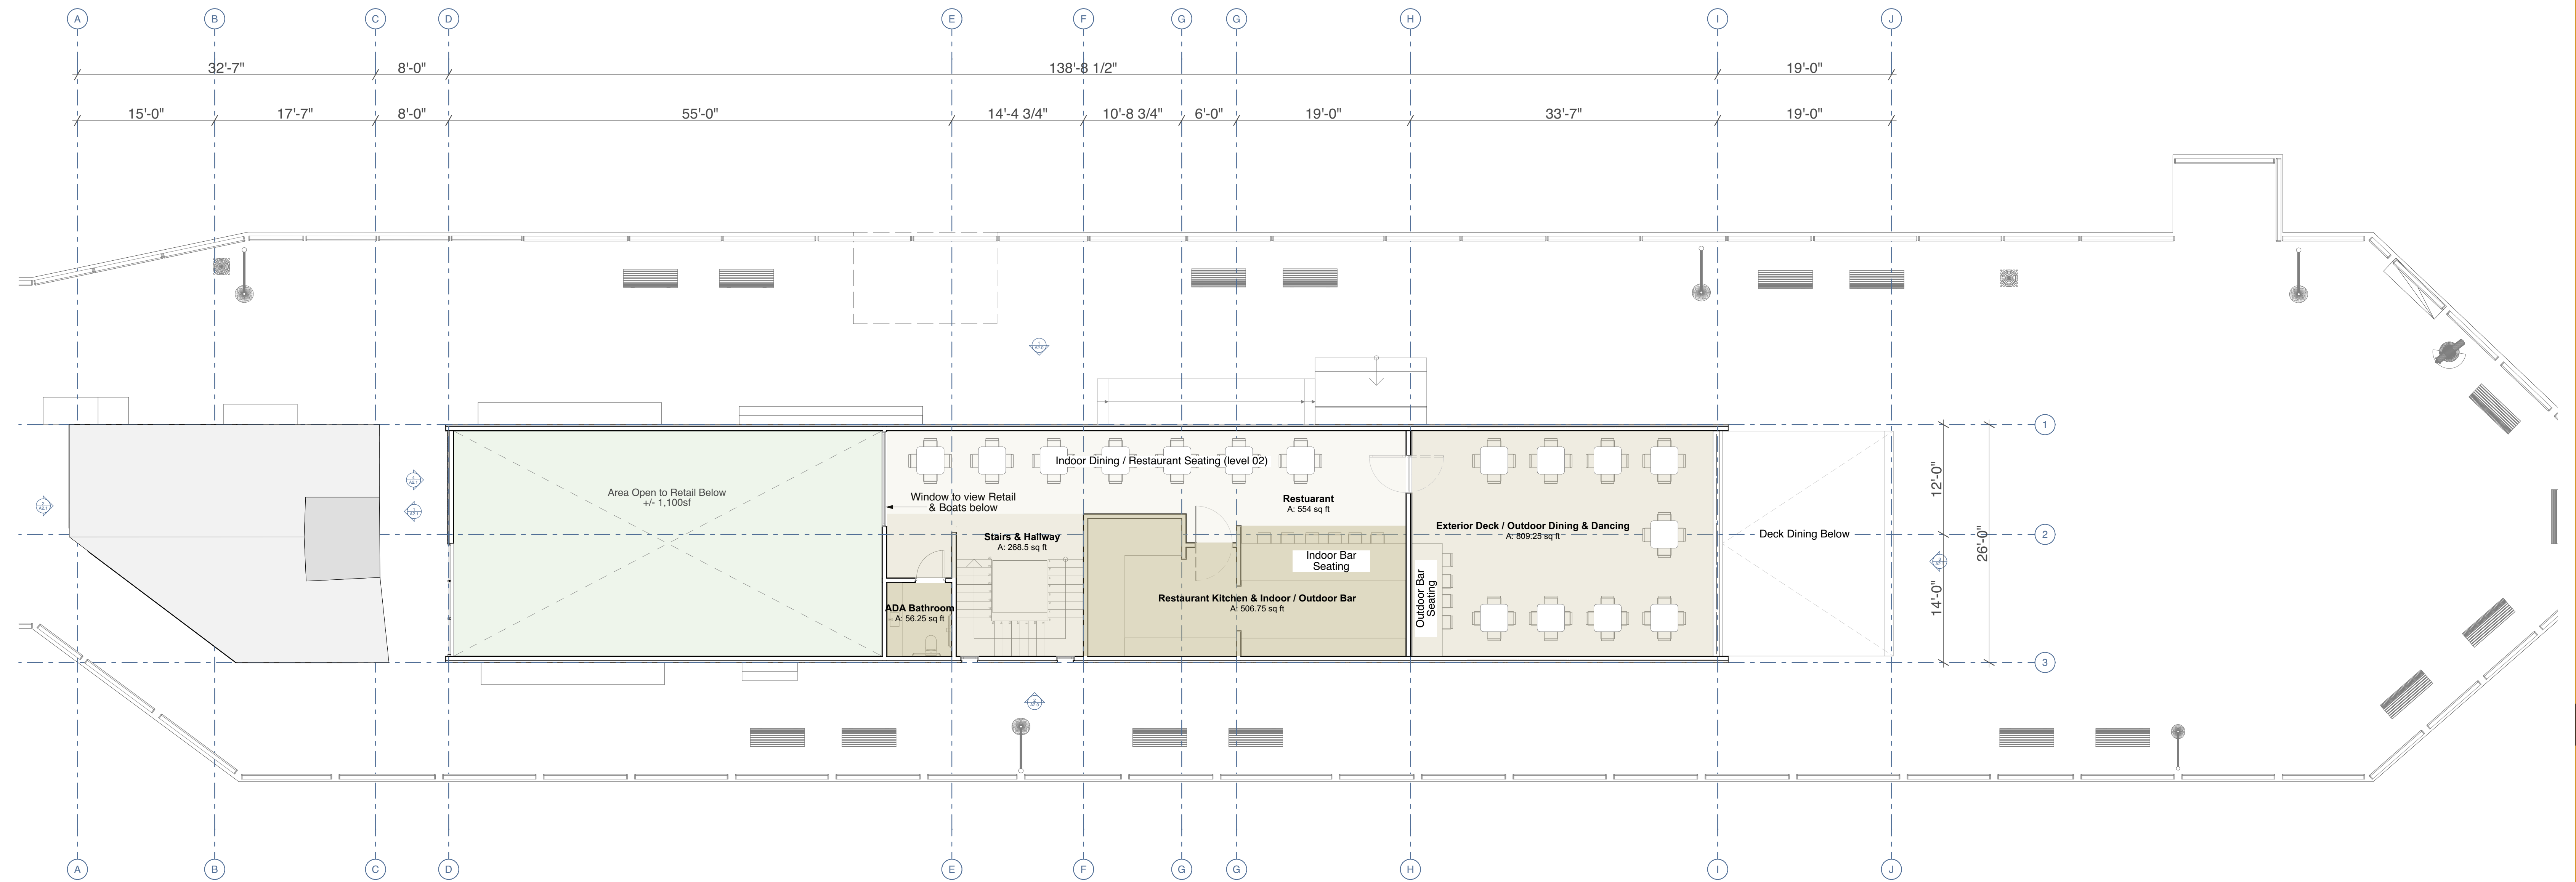 A B C D E F G G H I J
32'-7" 8'-0" 138'-8 1/2" 19'-0"
15'-0" 17'-7" 8'-0" 55'-0" 14'-4 3/4" 10'-8 3/4" 6'-0" 19'-0" 33'-7" 19'-0"
1
Indoor Dining / Restaurant Seating (level 02)
Area Open to Retail Below
+/- 1,100sf
Window to view Retail
& Boats below
Restuarant
A: 554 sq ft
12'-0"
Exterior Deck / Outdoor Dining & Dancing
A: 809.25 sq ft
Deck Dining Below
2
26'-0"
Stairs & Hallway
A: 268.5 sq ft
Indoor Bar
Seating
Outdoor Bar
Seating
14'-0"
Restaurant Kitchen & Indoor / Outdoor Bar
A: 506.75 sq ft
ADA Bathroom
A: 56.25 sq ft
3
A B C D E F G G H I J